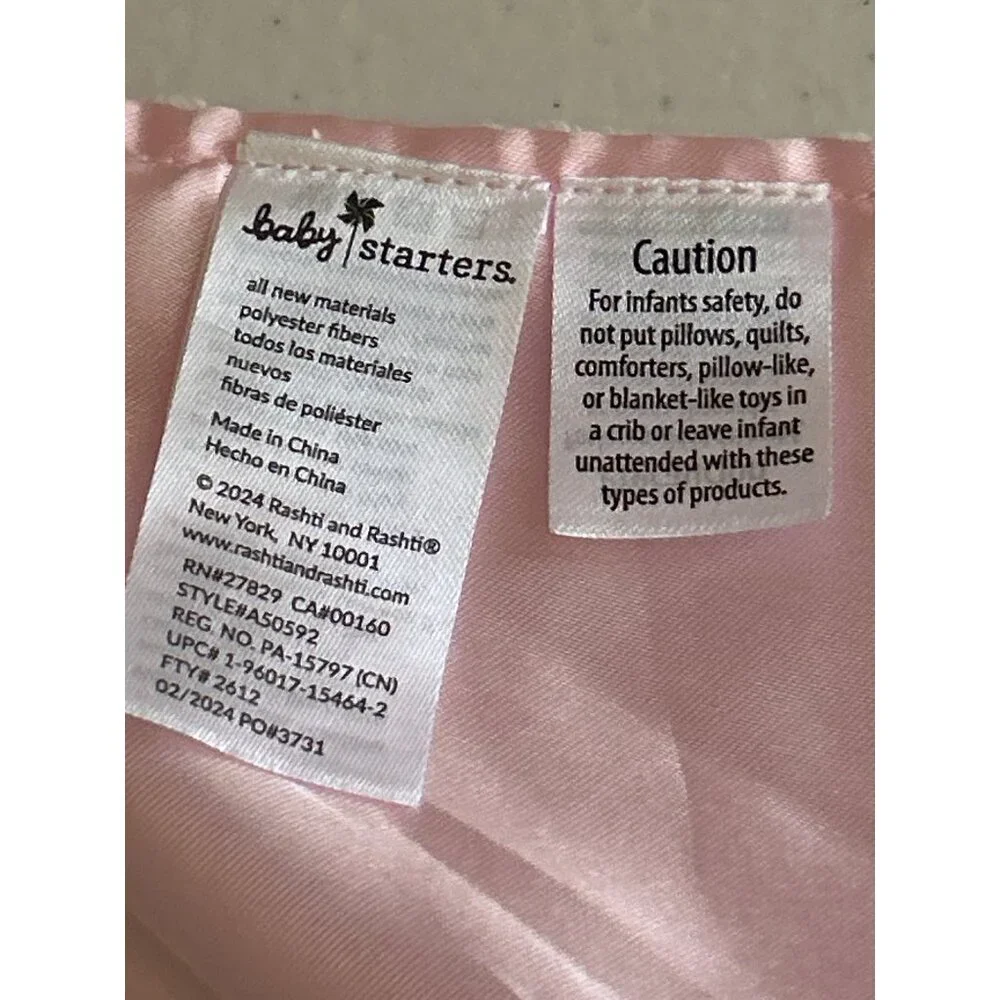 baby starters.
all new materials
polyester fibers
todos los materiales
nuevos
fibras de poliéster
Made in China
Hecho en China
© 2024 Rashti and Rashti®
New York, NY 10001
www.rashtiandrashti.com
RN#27829 CA#00160
STYLE#A50592
REG. NO. PA-15797 (CN)
UPC# 1-96017-15464-2
FTY# 2612
02/2024 PO#3731
Caution
For infants safety, do
not put pillows, quilts,
comforters, pillow-like,
or blanket-like toys in
a crib or leave infant
unattended with these
types of products.